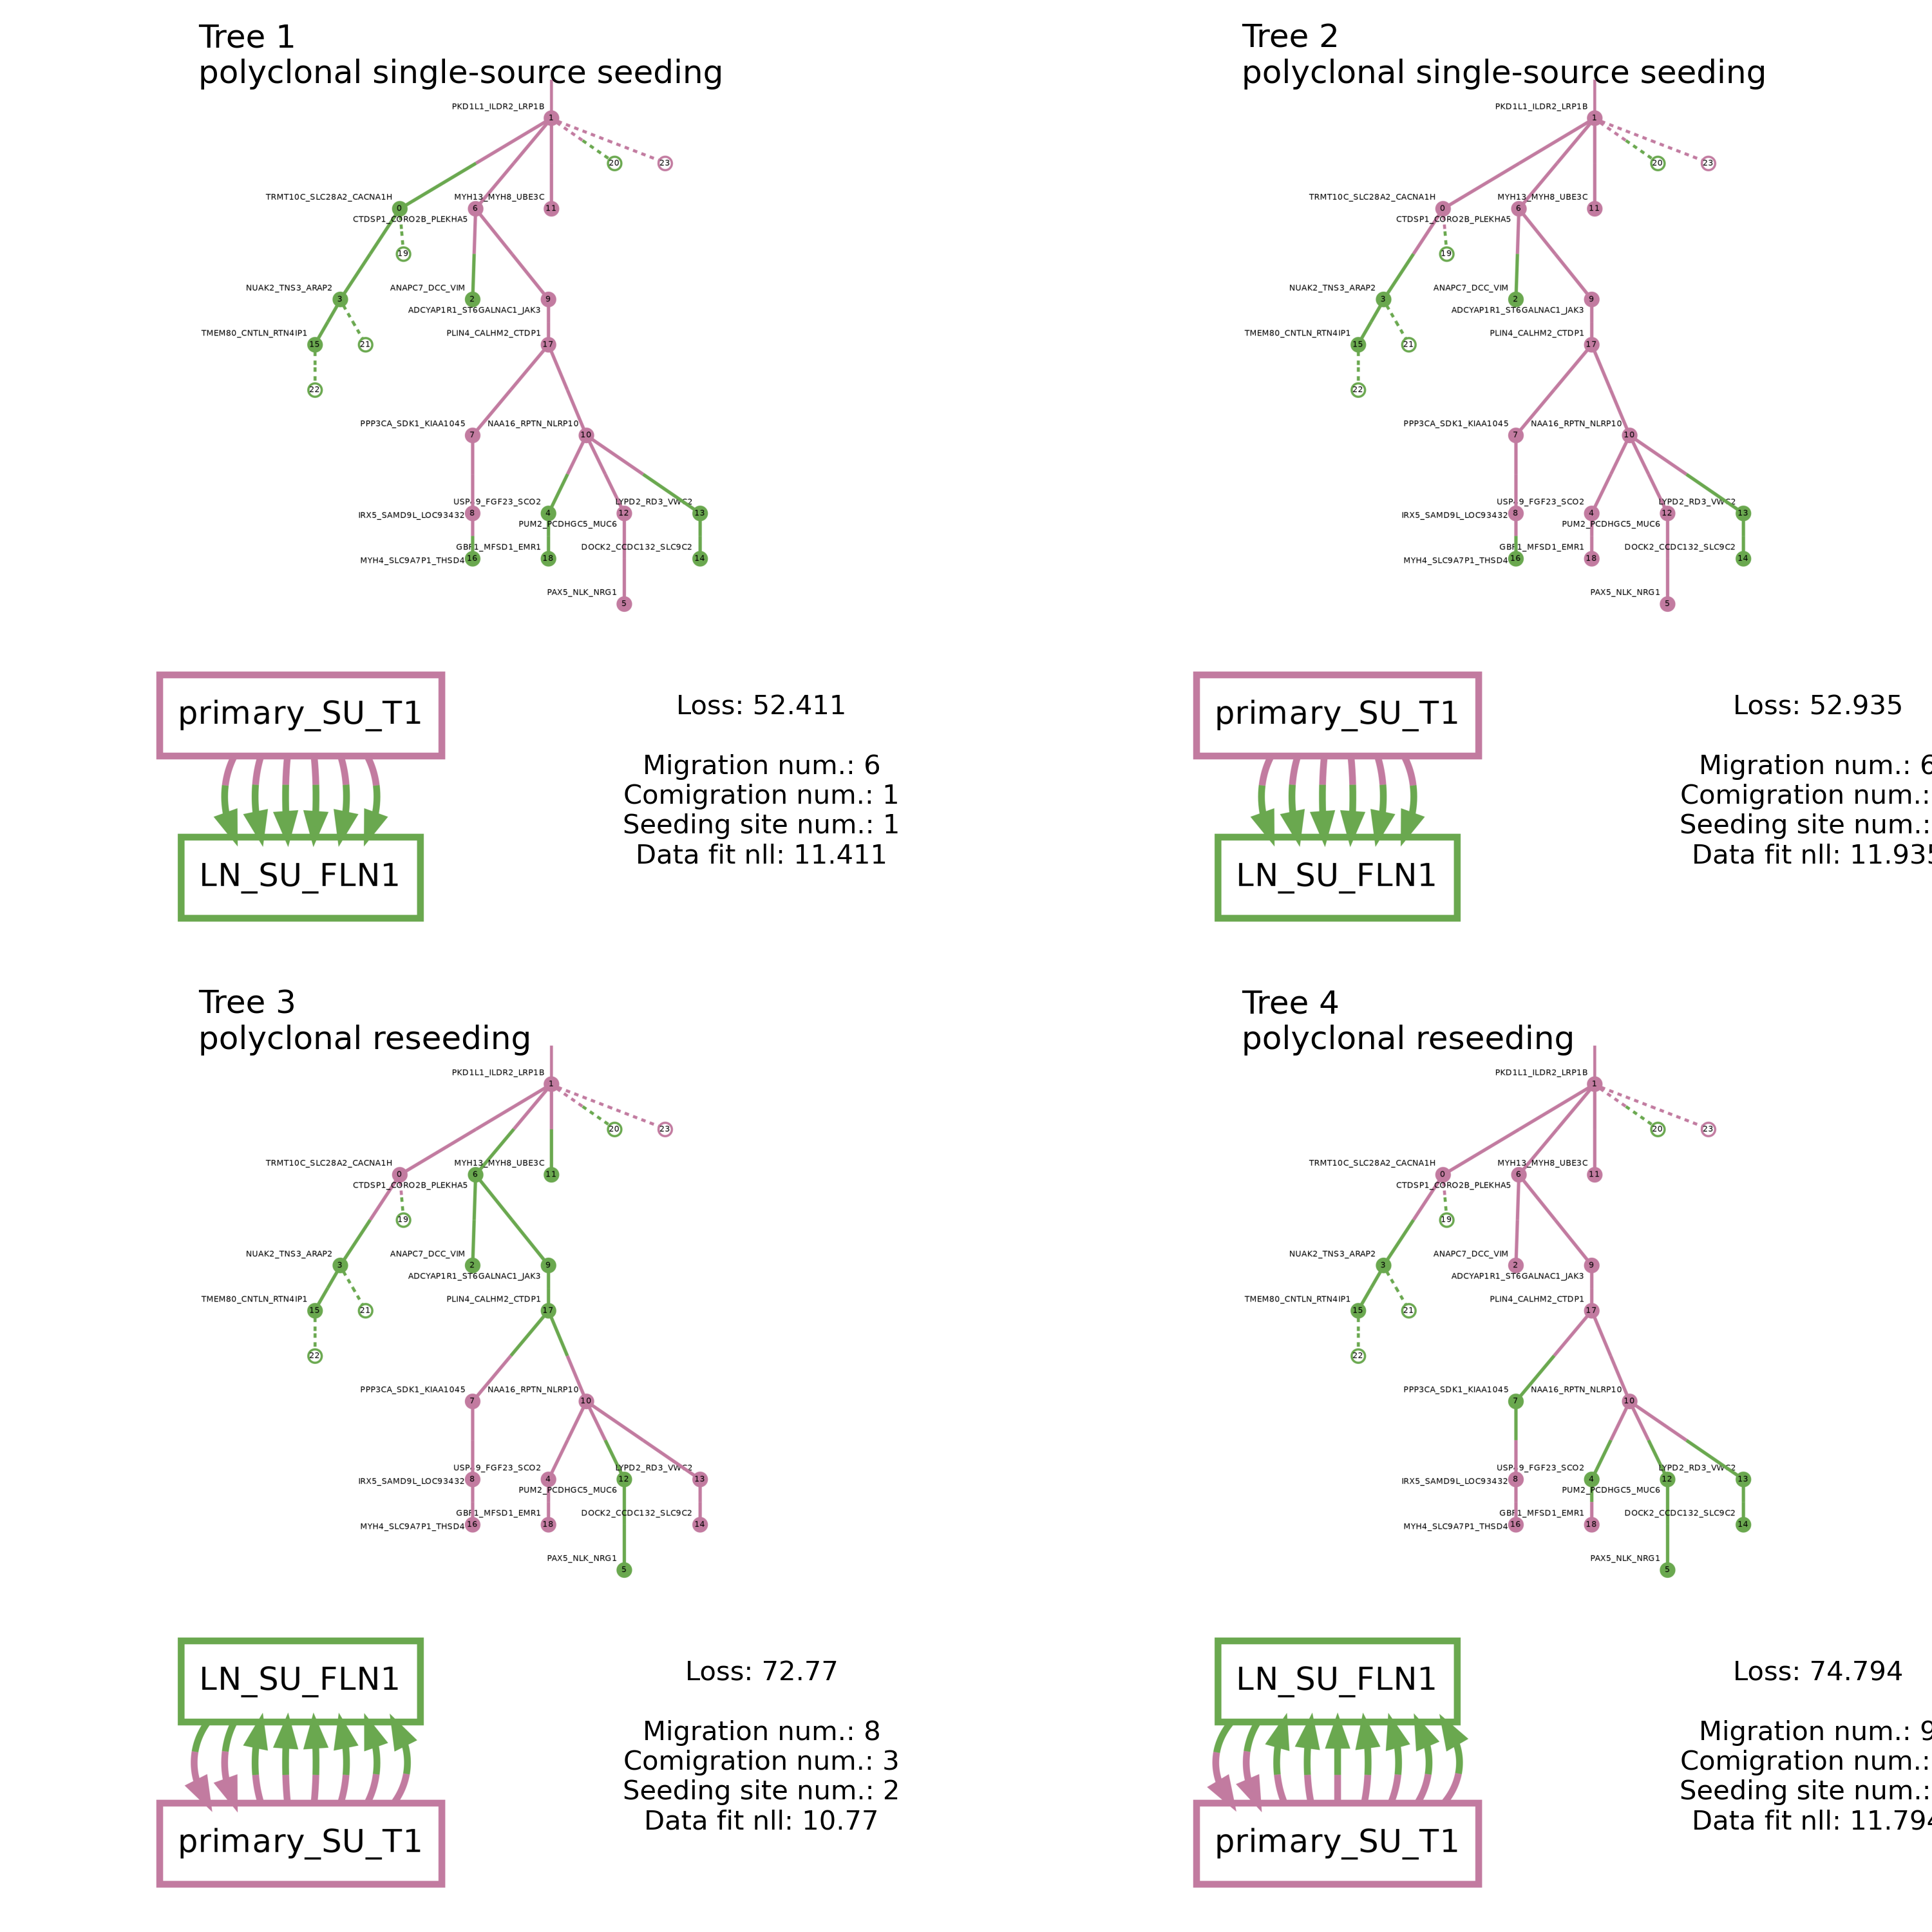 Tree 1
polyclonal single-source seeding
PKD1L1_ILDR2_LRP1B
1
20
23
TRMT10C_SLC28A2_CACNA1H
MYH13_MYH8_UBE3C
0
6
11
CTDSP1_CORO2B_PLEKHA5
19
NUAK2_TNS3_ARAP2
ANAPC7_DCC_VIM
3
2
9
ADCYAP1R1_ST6GALNAC1_JAK3
TMEM80_CNTLN_RTN4IP1
PLIN4_CALHM2_CTDP1
15
21
17
22
PPP3CA_SDK1_KIAA1045
NAA16_RPTN_NLRP10
7
10
LYPD2_RD3_VWC2
IRX5_SAMD9L_LOC93432
8
4
12
13
PUM2_PCDHGC5_MUC6
GBF1_MFSD1_EMR1
DOCK2_CCDC132_SLC9C2
MYH4_SLC9A7P1_THSD4
16
18
14
PAX5_NLK_NRG1
5
primary_SU_T1
LN_SU_FLN1
Loss: 52.411
Migration num.: 6
Comigration num.: 1
Seeding site num.: 1
Data fit nll: 11.411
Tree 2
polyclonal single-source seeding
PKD1L1_ILDR2_LRP1B
1
20
23
TRMT10C_SLC28A2_CACNA1H
MYH13_MYH8_UBE3C
0
6
11
CTDSP1_CORO2B_PLEKHA5
19
NUAK2_TNS3_ARAP2
ANAPC7_DCC_VIM
3
2
9
ADCYAP1R1_ST6GALNAC1_JAK3
TMEM80_CNTLN_RTN4IP1
PLIN4_CALHM2_CTDP1
15
21
17
22
PPP3CA_SDK1_KIAA1045
NAA16_RPTN_NLRP10
7
10
LYPD2_RD3_VWC2
IRX5_SAMD9L_LOC93432
8
4
12
13
PUM2_PCDHGC5_MUC6
GBF1_MFSD1_EMR1
DOCK2_CCDC132_SLC9C2
MYH4_SLC9A7P1_THSD4
16
18
14
PAX5_NLK_NRG1
5
primary_SU_T1
LN_SU_FLN1
Loss: 52.935
Migration num.: 6
Comigration num.:
Seeding site num.:
Data fit nll: 11.935
Tree 3
polyclonal reseeding
PKD1L1_ILDR2_LRP1B
1
20
23
TRMT10C_SLC28A2_CACNA1H
MYH13_MYH8_UBE3C
0
6
11
CTDSP1_CORO2B_PLEKHA5
19
NUAK2_TNS3_ARAP2
ANAPC7_DCC_VIM
3
2
9
ADCYAP1R1_ST6GALNAC1_JAK3
TMEM80_CNTLN_RTN4IP1
PLIN4_CALHM2_CTDP1
15
21
17
22
PPP3CA_SDK1_KIAA1045
NAA16_RPTN_NLRP10
7
10
LYPD2_RD3_VWC2
IRX5_SAMD9L_LOC93432
8
4
12
13
PUM2_PCDHGC5_MUC6
GBF1_MFSD1_EMR1
DOCK2_CCDC132_SLC9C2
MYH4_SLC9A7P1_THSD4
16
18
14
PAX5_NLK_NRG1
5
LN_SU_FLN1
primary_SU_T1
Loss: 72.77
Migration num.: 8
Comigration num.: 3
Seeding site num.: 2
Data fit nll: 10.77
Tree 4
polyclonal reseeding
PKD1L1_ILDR2_LRP1B
1
20
23
TRMT10C_SLC28A2_CACNA1H
MYH13_MYH8_UBE3C
0
6
11
CTDSP1_CORO2B_PLEKHA5
19
NUAK2_TNS3_ARAP2
ANAPC7_DCC_VIM
3
2
9
ADCYAP1R1_ST6GALNAC1_JAK3
TMEM80_CNTLN_RTN4IP1
PLIN4_CALHM2_CTDP1
15
21
17
22
PPP3CA_SDK1_KIAA1045
NAA16_RPTN_NLRP10
7
10
LYPD2_RD3_VWC2
IRX5_SAMD9L_LOC93432
8
4
12
13
PUM2_PCDHGC5_MUC6
GBF1_MFSD1_EMR1
DOCK2_CCDC132_SLC9C2
MYH4_SLC9A7P1_THSD4
16
18
14
PAX5_NLK_NRG1
5
LN_SU_FLN1
primary_SU_T1
Loss: 74.794
Migration num.: 9
Comigration num.:
Seeding site num.:
Data fit nll: 11.794